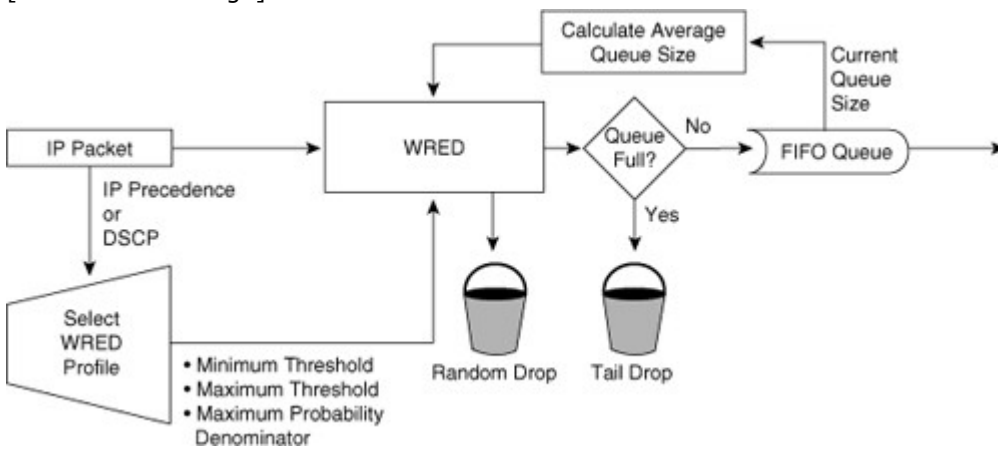 Calculate Average
Queue Size
Current
Queue
Size
IP Packet
WRED
Queue
Full?
No
FIFO Queue
IP Precedence
or
DSCP
Yes
Select
WRED
Profile
• Minimum Threshold
• Maximum Threshold
• Maximum Probability
Denominator
Random Drop
Tail Drop